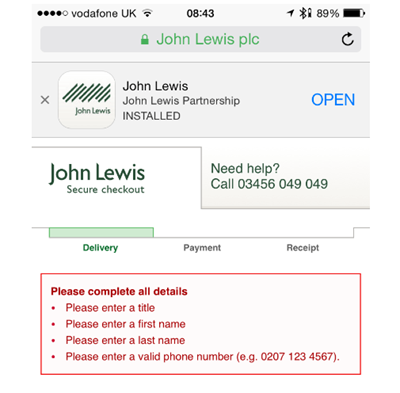 vodafone UK 08:43 89%
John Lewis plc
John Lewis
John Lewis Partnership
INSTALLED
OPEN
John Lewis
John Lewis
Secure checkout
Need help?
Call 03456 049 049
Delivery Payment Receipt
Please complete all details
• Please enter a title
• Please enter a first name
• Please enter a last name
• Please enter a valid phone number (e.g. 0207 123 4567).